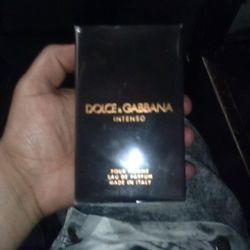 DOLCE & GABBANA
INTENSO
POUR HOMME
EAU DE PARFUM
MADE IN ITALY